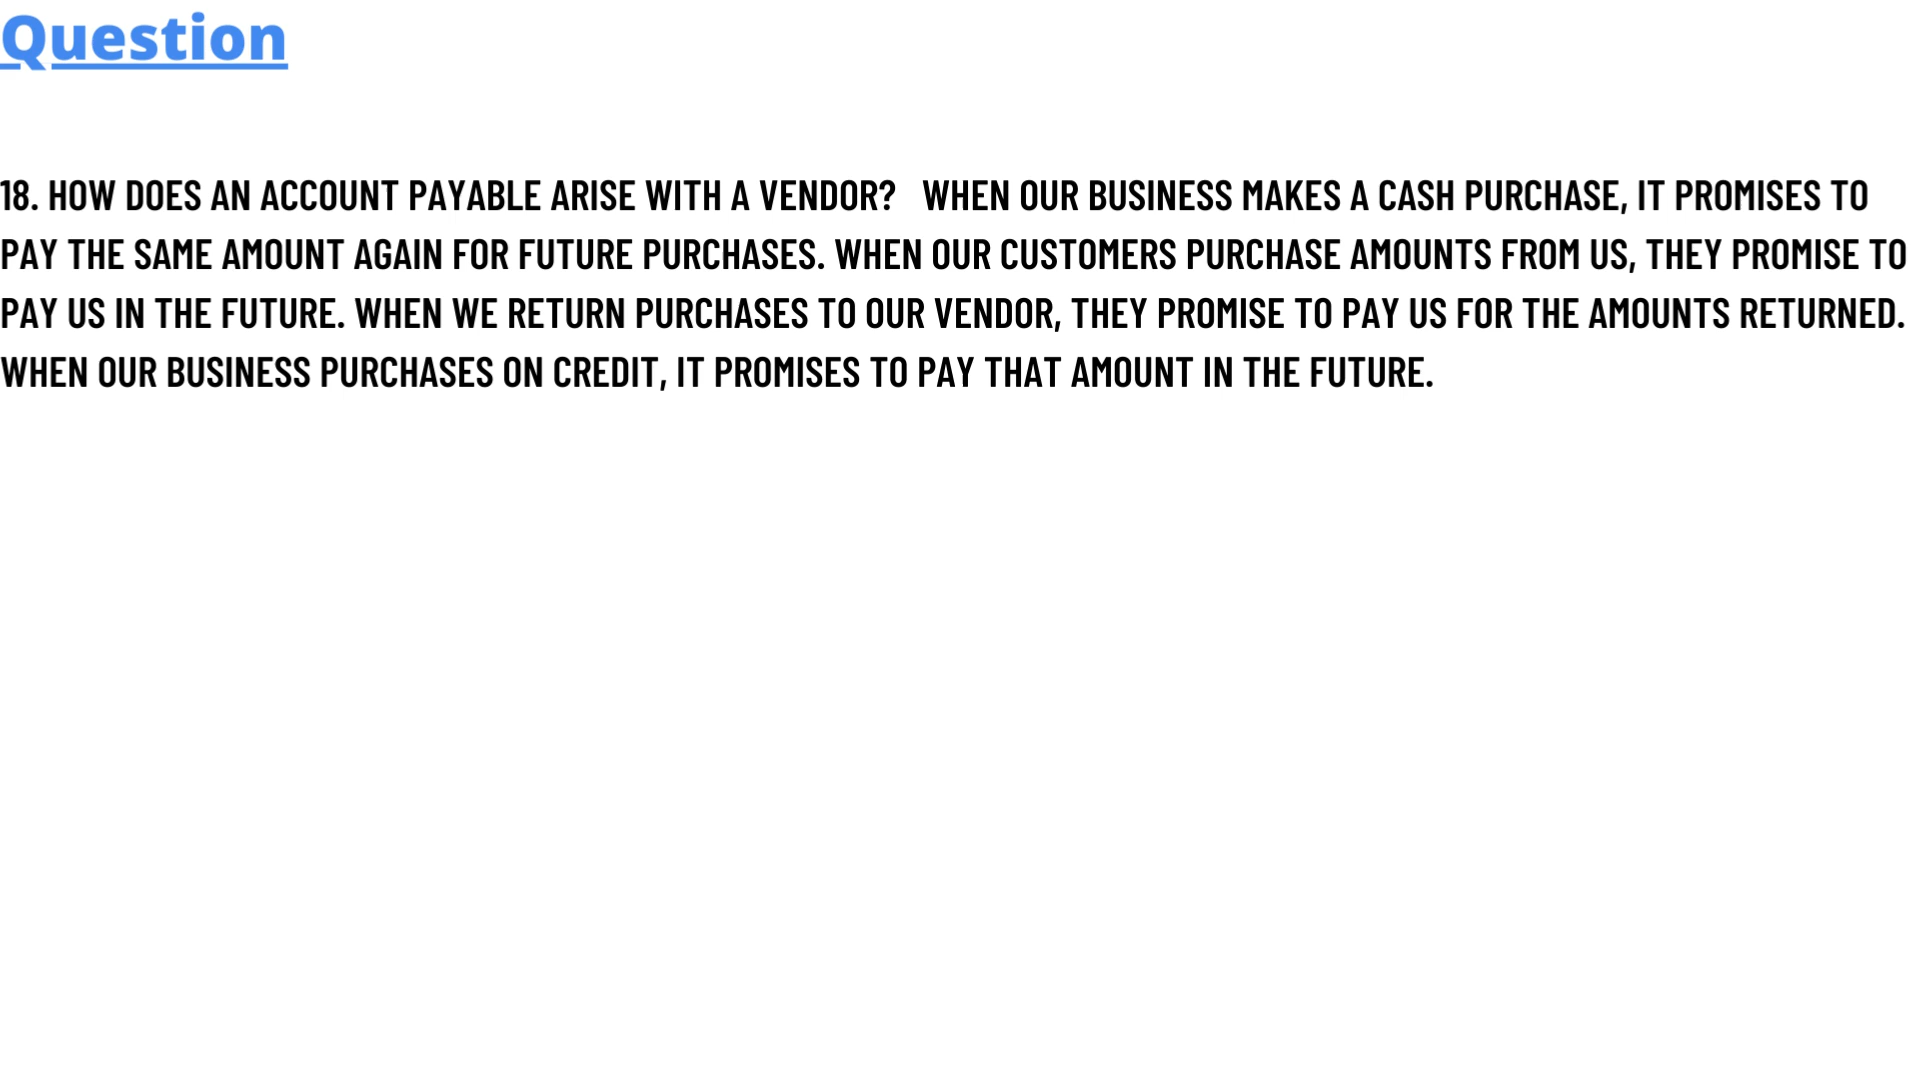 Question
18. HOW DOES AN ACCOUNT PAYABLE ARISE WITH A VENDOR?   WHEN OUR BUSINESS MAKES A CASH PURCHASE, IT PROMISES TO
PAY THE SAME AMOUNT AGAIN FOR FUTURE PURCHASES. WHEN OUR CUSTOMERS PURCHASE AMOUNTS FROM US, THEY PROMISE TO
PAY US IN THE FUTURE. WHEN WE RETURN PURCHASES TO OUR VENDOR, THEY PROMISE TO PAY US FOR THE AMOUNTS RETURNED.
WHEN OUR BUSINESS PURCHASES ON CREDIT, IT PROMISES TO PAY THAT AMOUNT IN THE FUTURE.